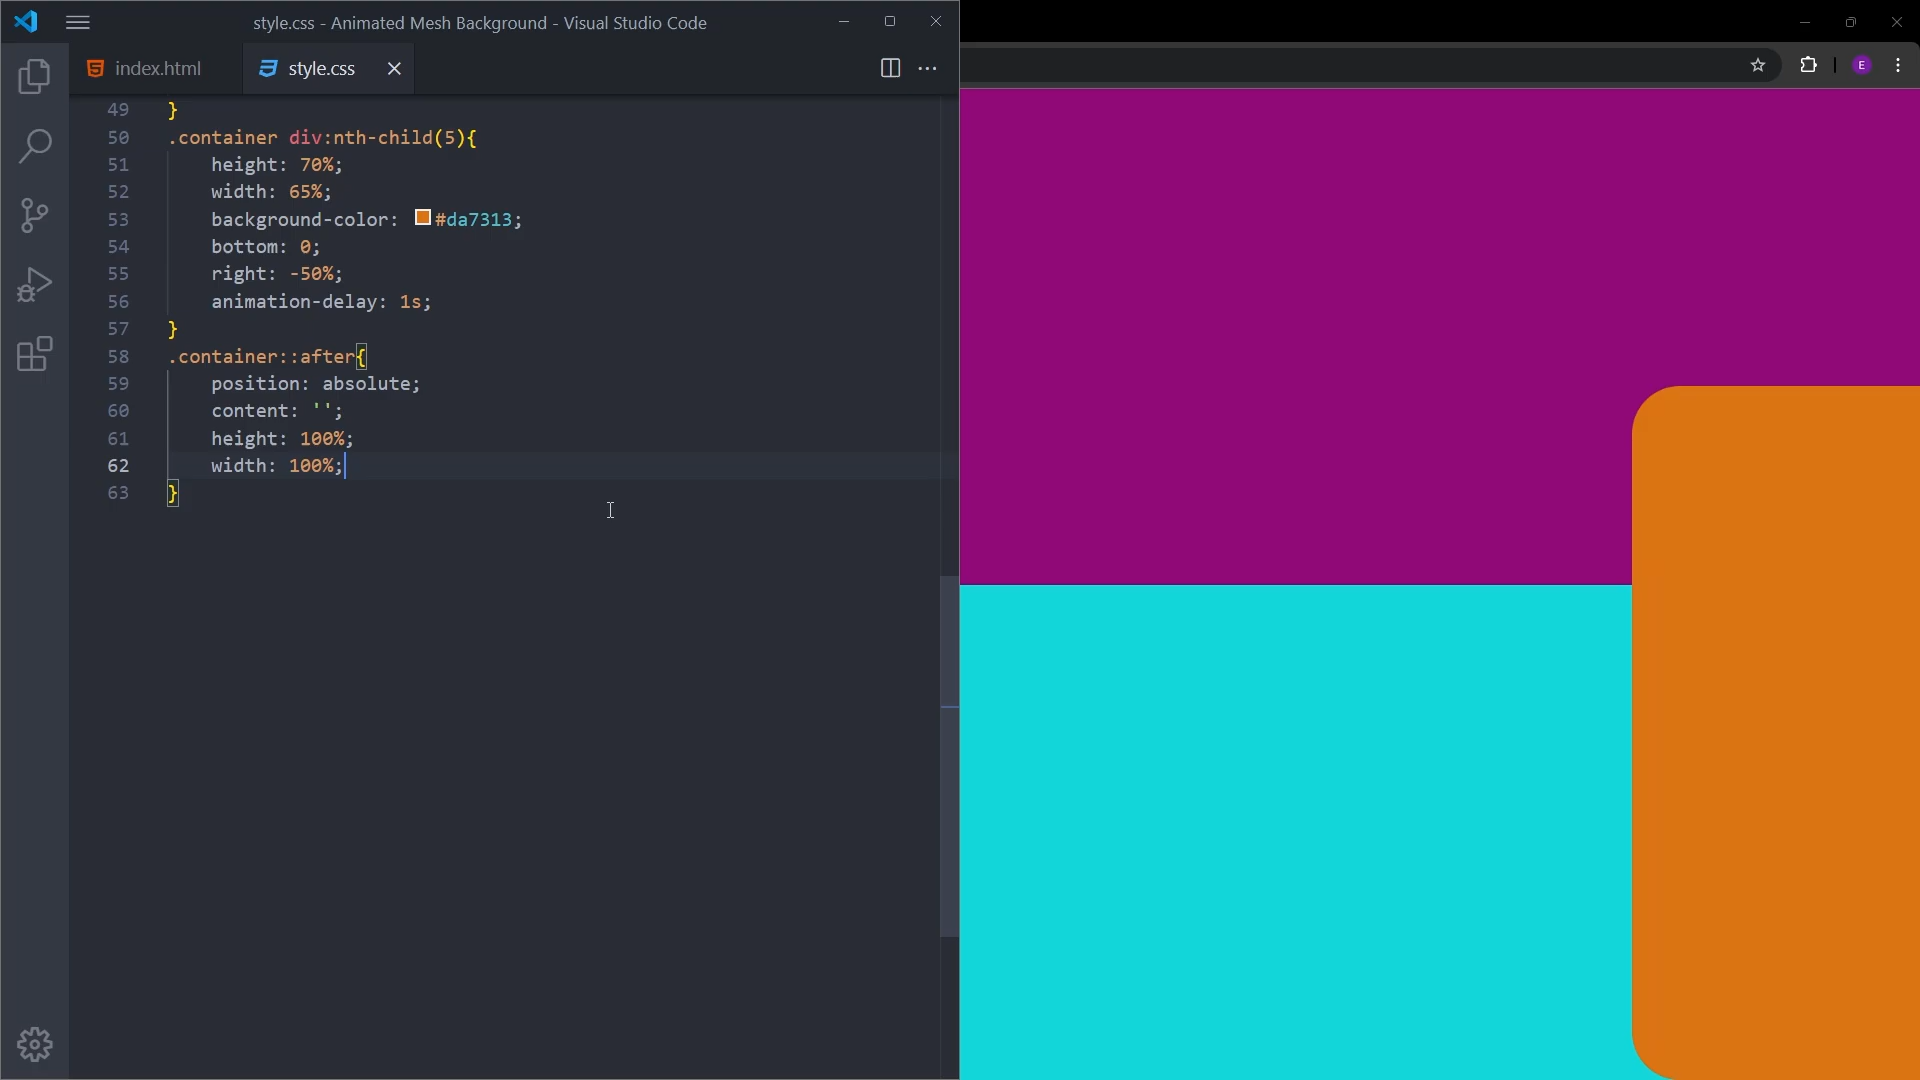 style.css - Animated Mesh Background - Visual Studio Code
index.html
style.css
E
49 }
50 .container div:nth-child(5){
51 height: 70%;
52 width: 65%;
53 background-color: #da7313;
54 bottom: 0;
55 right: -50%;
56 animation-delay: 1s;
57 }
58 .container::after{
59 position: absolute;
60 content: '';
61 height: 100%;
62 width: 100%;
63 }